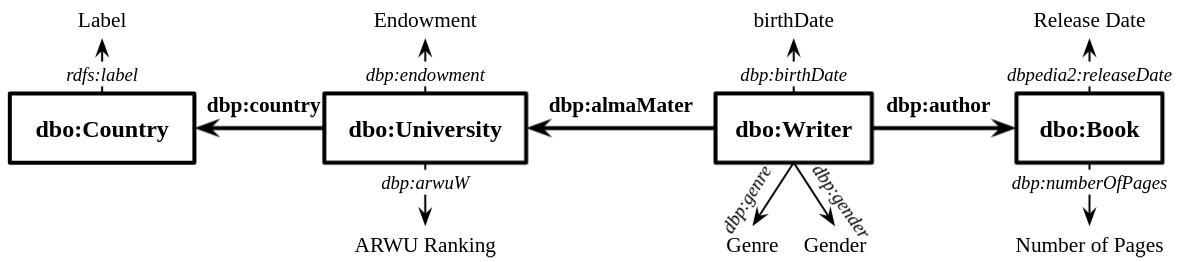 Label
Endowment
birthDate
Release Date
rdfs:label
dbp:endowment
dbp:birthDate
dbpedia2:releaseDate
dbp:country
dbp:almaMater
dbp:author
dbo:Country
dbo:University
dbo:Writer
dbo:Book
dbp:arwuW
dbp:genre
dbp:gender
dbp:numberOfPages
ARWU Ranking
Genre
Gender
Number of Pages